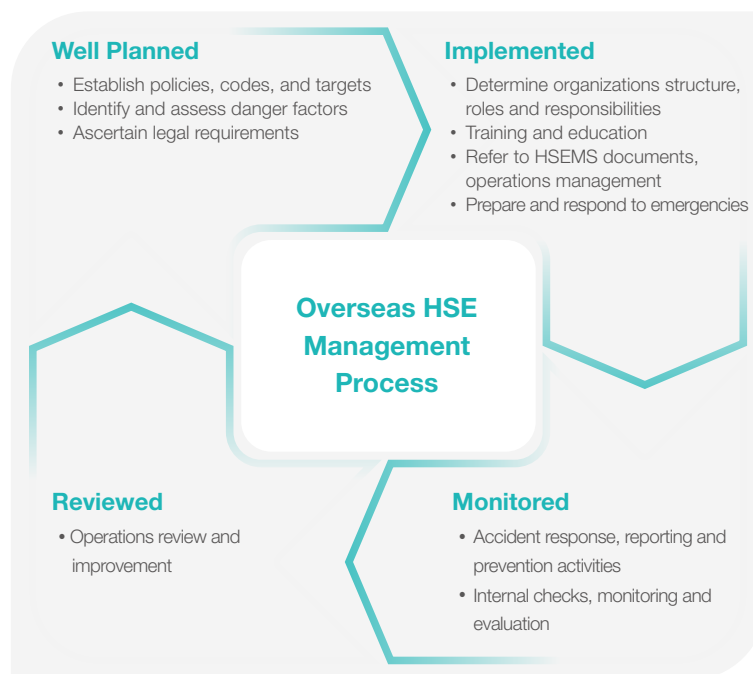 Well Planned
• Establish policies, codes, and targets
• Identify and assess danger factors
• Ascertain legal requirements
Implemented
• Determine organizations structure,
roles and responsibilities
• Training and education
• Refer to HSEMS documents,
operations management
• Prepare and respond to emergencies
Overseas HSE
Management
Process
Reviewed
• Operations review and
improvement
Monitored
• Accident response, reporting and
prevention activities
• Internal checks, monitoring and
evaluation